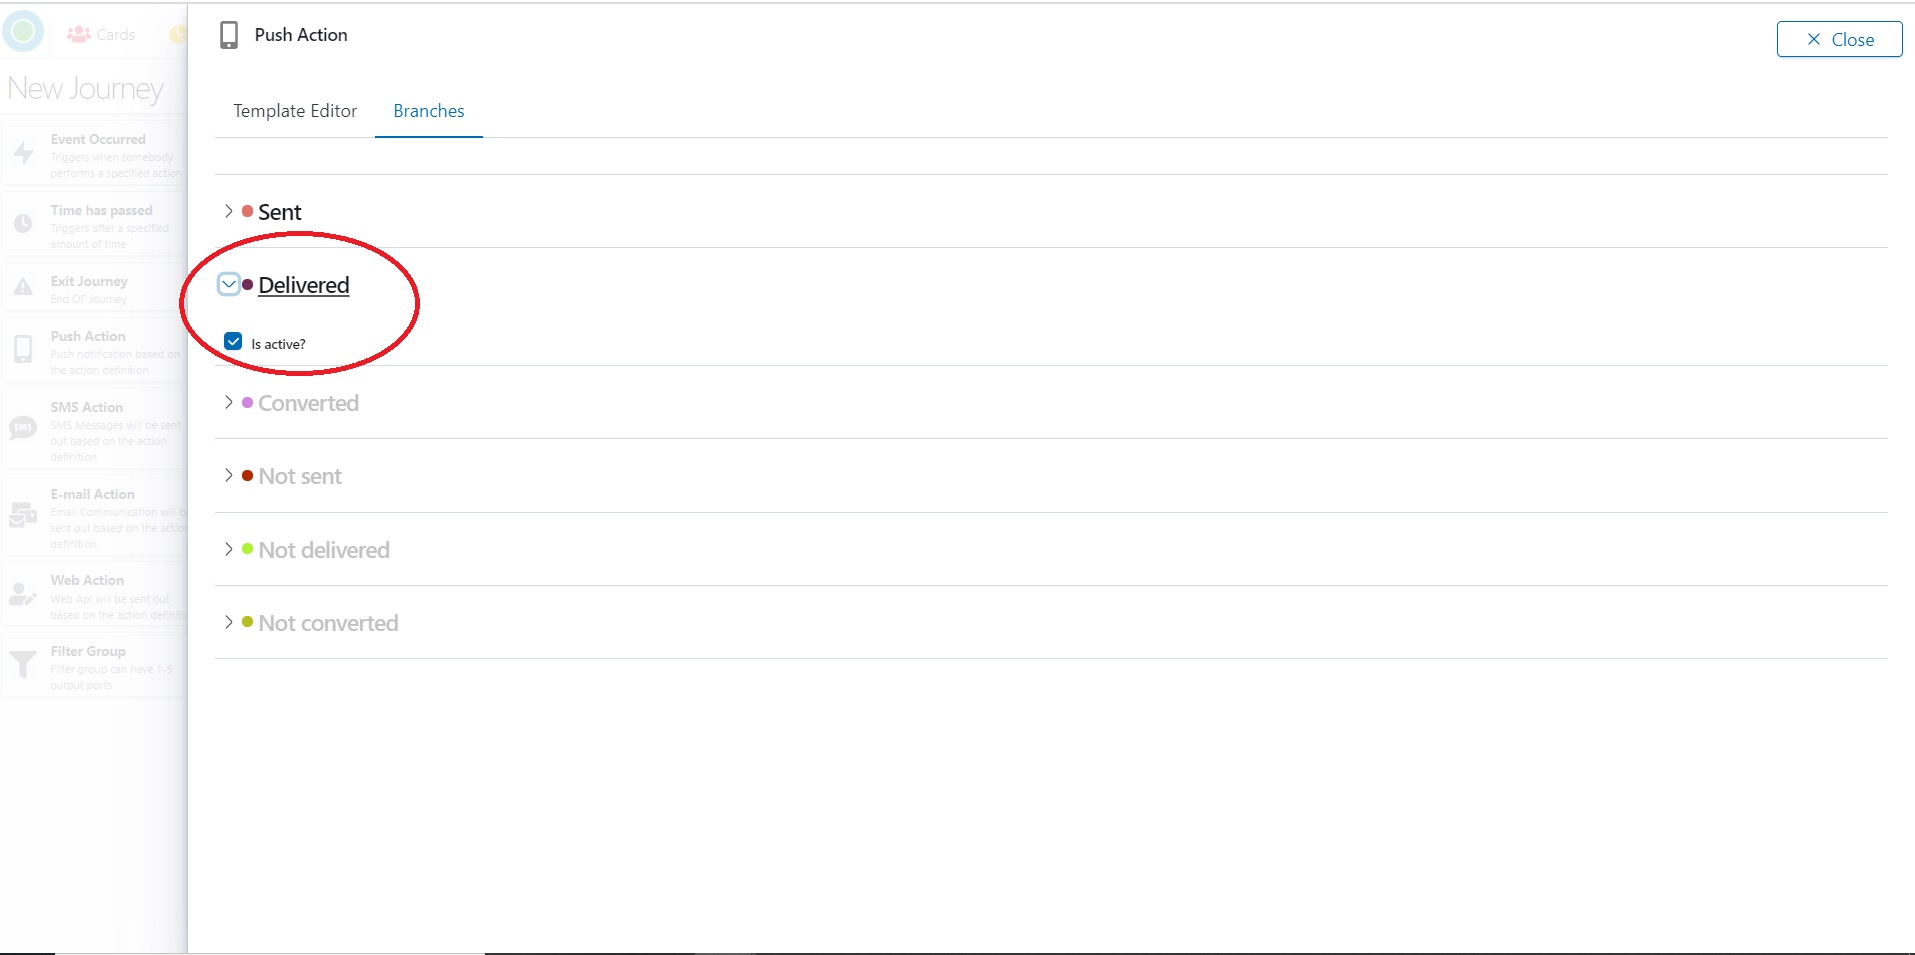 Cards
Push Action
Close
New Journey
Template Editor
Branches
Event Occurred
Triggers when somebody
performs a specified action
Time has passed
Triggers after a specified
amount of time
Exit Journey
End OF Journey
Push Action
Push notification based on
the action definition
SMS Action
SMS
SMS Messages will be sent
out based on the action
definition
E-mail Action
Email Communication will b
sent out based on the action
definition
Web Action
Web Api will be sent out
based on the action definiti
Filter Group
Filter group can have 1-5
output ports
Sent
Delivered
Is active?
Converted
Not sent
Not delivered
Not converted